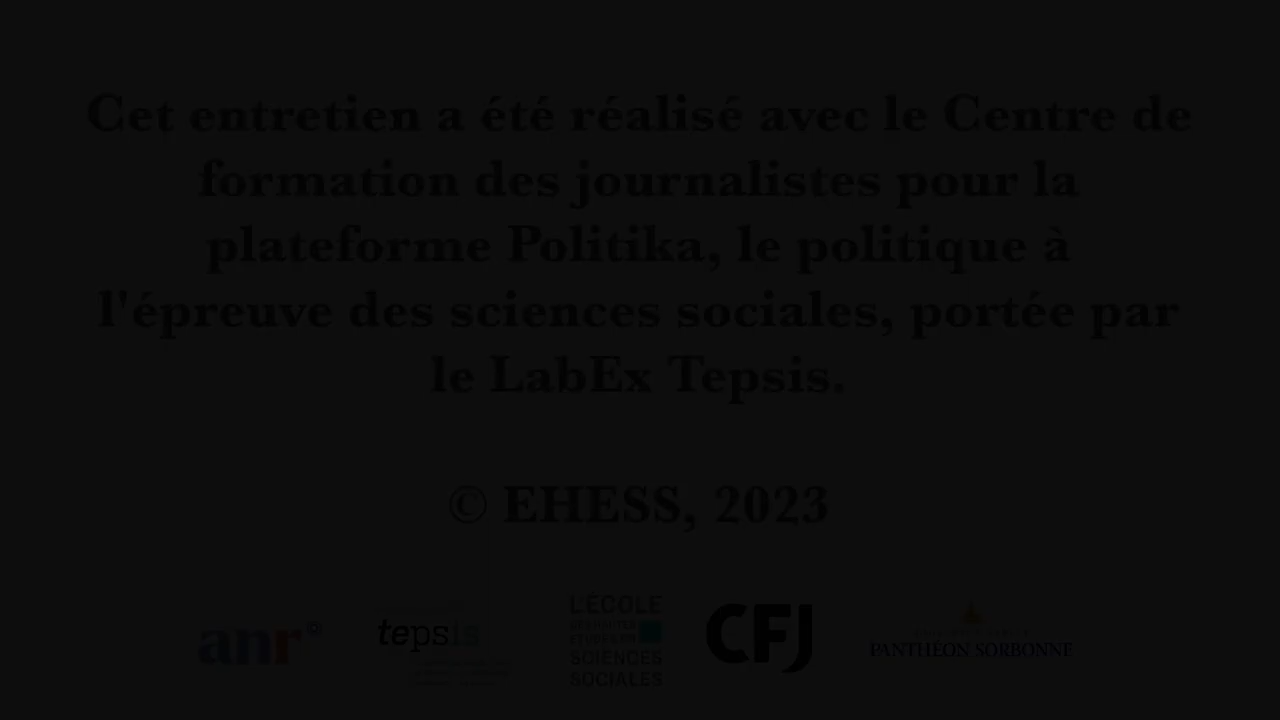 Cet entretien a été réalisé avec le Centre de
formation des journalistes pour la
plateforme Politika, le politique à
l'épreuve des sciences sociales, portée par
le LabEx Tepsis.
© EHESS, 2023
anr
tepsis
L'ÉCOLE
SCIENCES
SOCIALES
CFJ
PANTHÉON SORBONNE